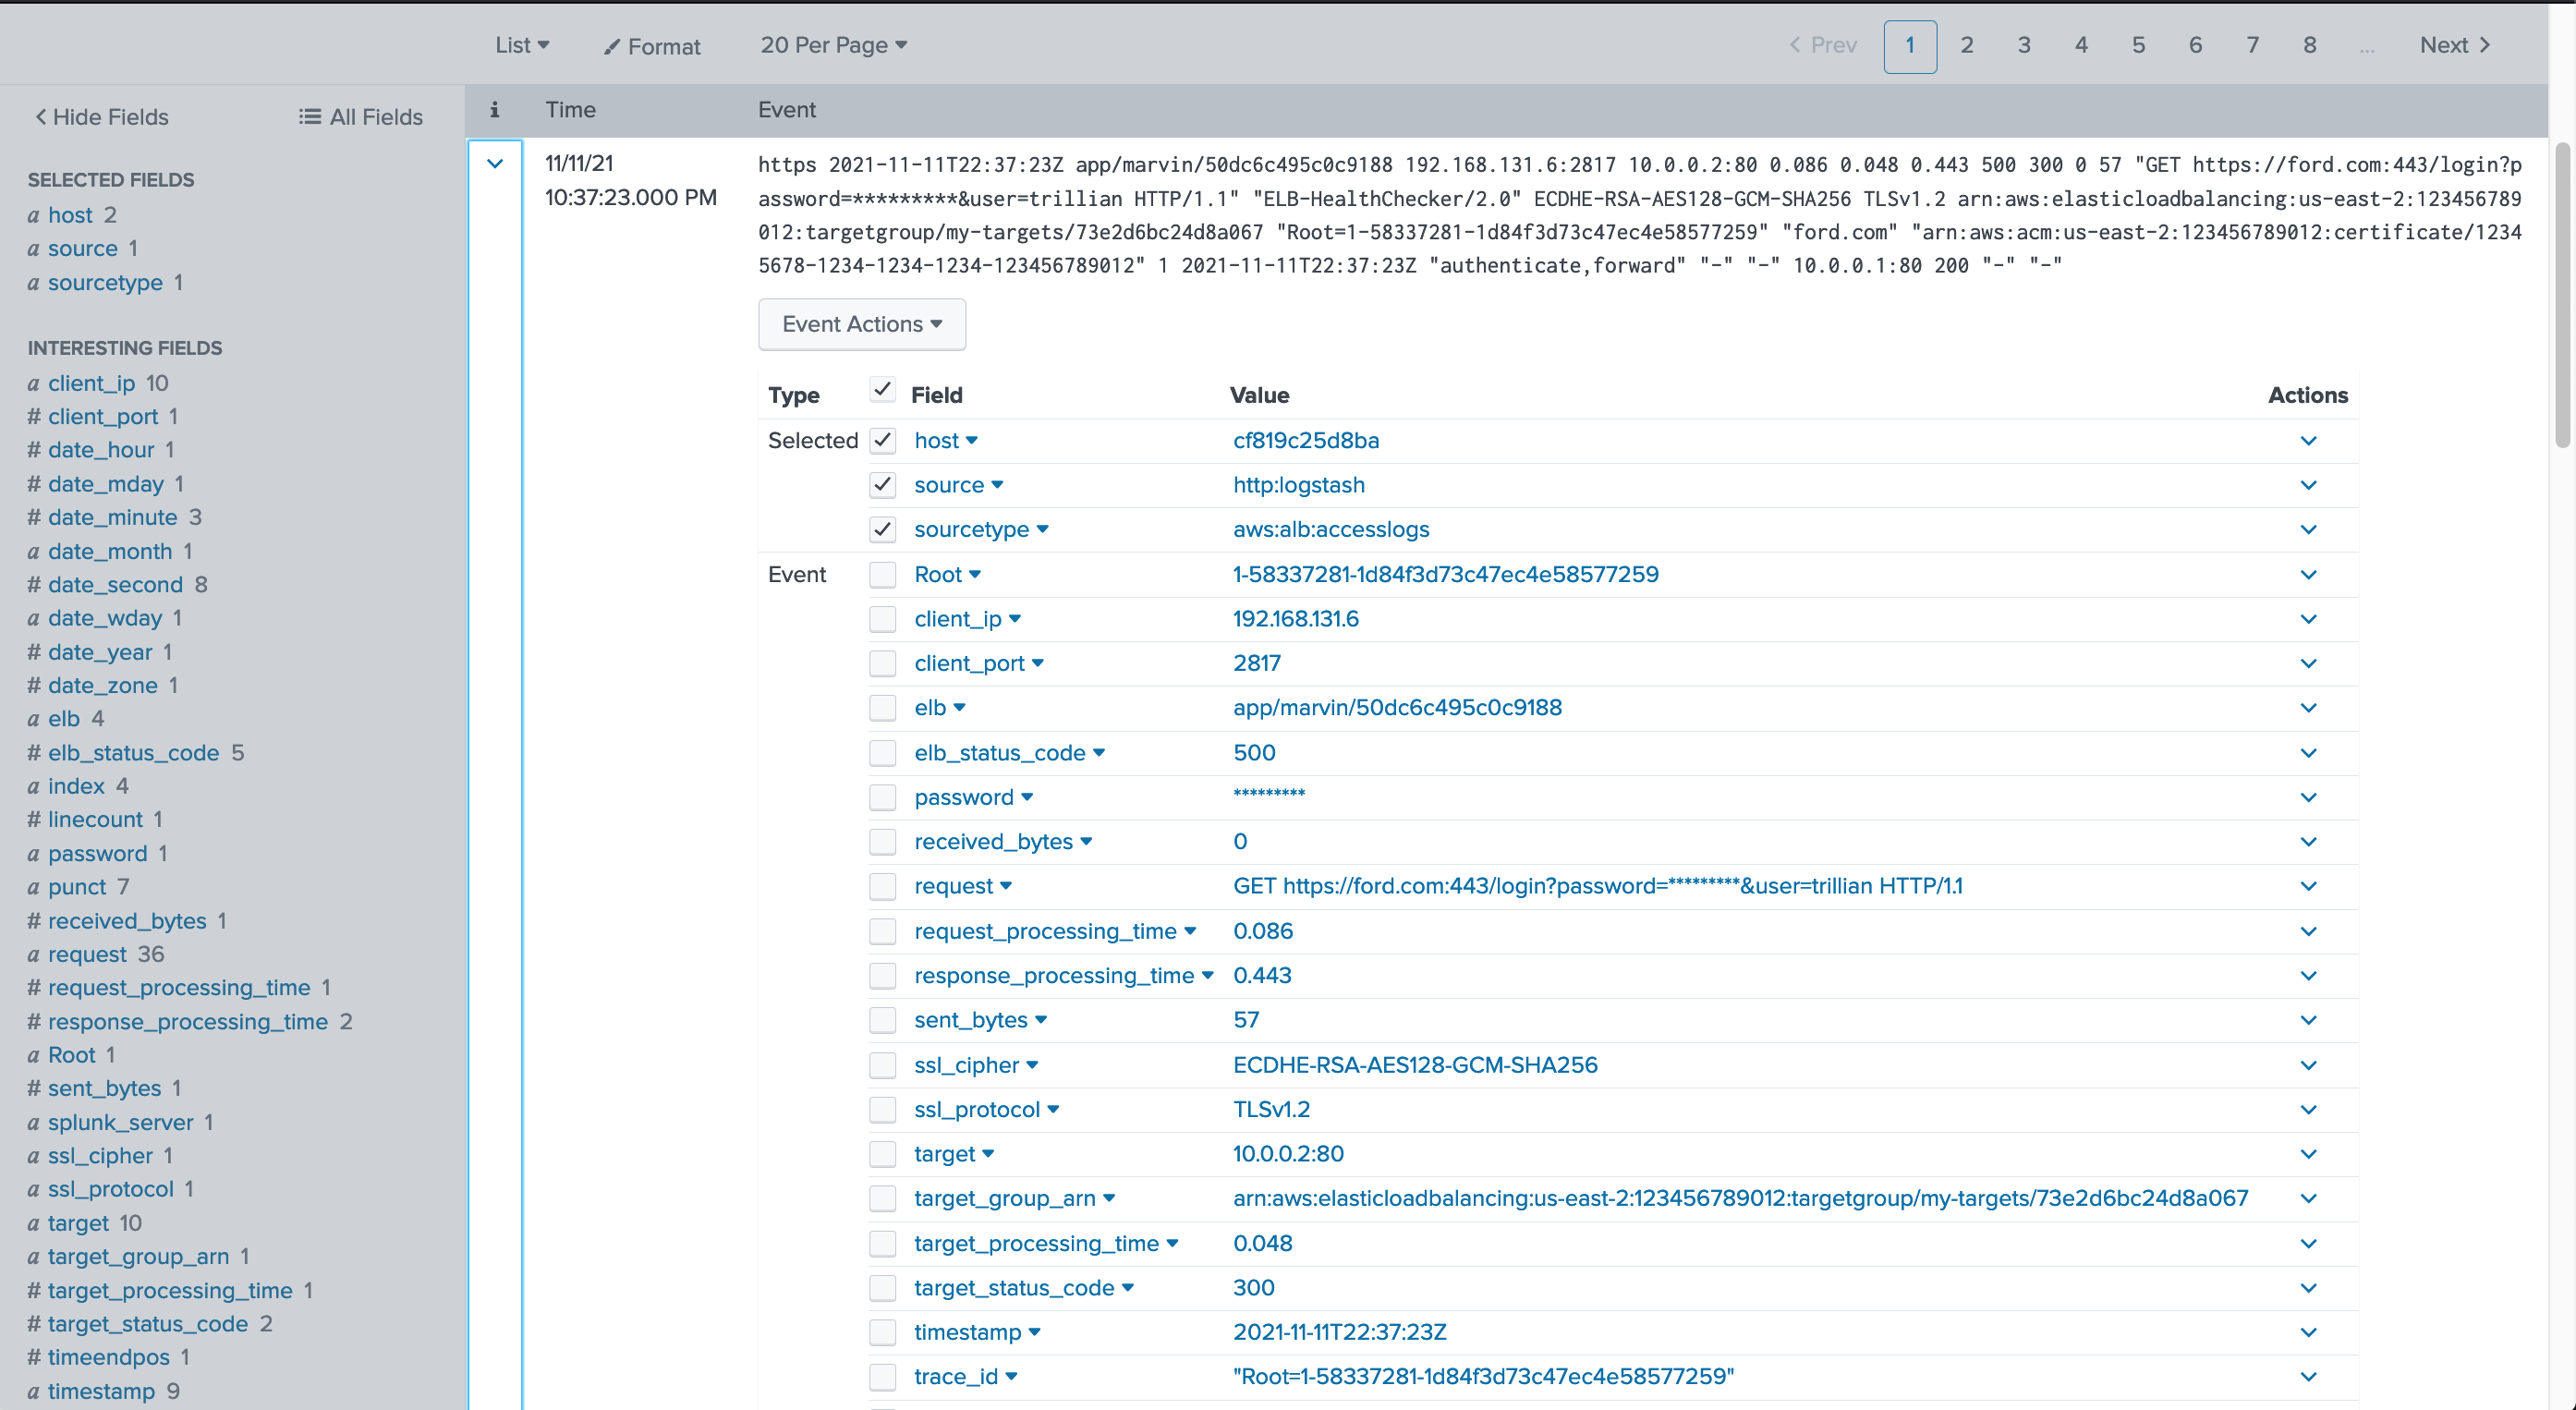 List
Format
20 Per Page
Prev 1 2 3 4 5 6 7 8 ... Next
Hide Fields
All Fields
SELECTED FIELDS
a host 2
a source 1
a sourcetype 1
INTERESTING FIELDS
a client_ip 10
# client_port 1
# date_hour 1
# date_mday 1
# date_minute 3
a date_month 1
# date_second 8
a date_wday 1
# date_year 1
# date_zone 1
a elb 4
# elb_status_code 5
a index 4
# linecount 1
a password 1
a punct 7
# received_bytes 1
a request 36
# request_processing_time 1
# response_processing_time 2
a Root 1
# sent_bytes 1
a splunk_server 1
a ssl_cipher 1
a ssl_protocol 1
a target 10
a target_group_arn 1
# target_processing_time 1
# target_status_code 2
# timeendpos 1
a timestamp 9
i Time Event
11/11/21
10:37:23.000 PM
https 2021-11-11T22:37:23Z app/marvin/50dc6c495c0c9188 192.168.131.6:2817 10.0.0.2:80 0.086 0.048 0.443 500 300 0 57 "GET https://ford.com:443/login?p
assword=*********&user=trillian HTTP/1.1" "ELB-HealthChecker/2.0" ECDHE-RSA-AES128-GCM-SHA256 TLSv1.2 arn:aws:elasticloadbalancing:us-east-2:123456789
012:targetgroup/my-targets/73e2d6bc24d8a067 "Root=1-58337281-1d84f3d73c47ec4e58577259" "ford.com" "arn:aws:acm:us-east-2:123456789012:certificate/1234
5678-1234-1234-1234-123456789012" 1 2021-11-11T22:37:23Z "authenticate,forward" "-" "-" 10.0.0.1:80 200 "-" "-"
Event Actions
Type Field Value Actions
Selected host cf819c25d8ba
source http:logstash
sourcetype aws:alb:accesslogs
Event Root 1-58337281-1d84f3d73c47ec4e58577259
client_ip 192.168.131.6
client_port 2817
elb app/marvin/50dc6c495c0c9188
elb_status_code 500
password *********
received_bytes 0
request GET https://ford.com:443/login?password=*********&user=trillian HTTP/1.1
request_processing_time 0.086
response_processing_time 0.443
sent_bytes 57
ssl_cipher ECDHE-RSA-AES128-GCM-SHA256
ssl_protocol TLSv1.2
target 10.0.0.2:80
target_group_arn arn:aws:elasticloadbalancing:us-east-2:123456789012:targetgroup/my-targets/73e2d6bc24d8a067
target_processing_time 0.048
target_status_code 300
timestamp 2021-11-11T22:37:23Z
trace_id "Root=1-58337281-1d84f3d73c47ec4e58577259"